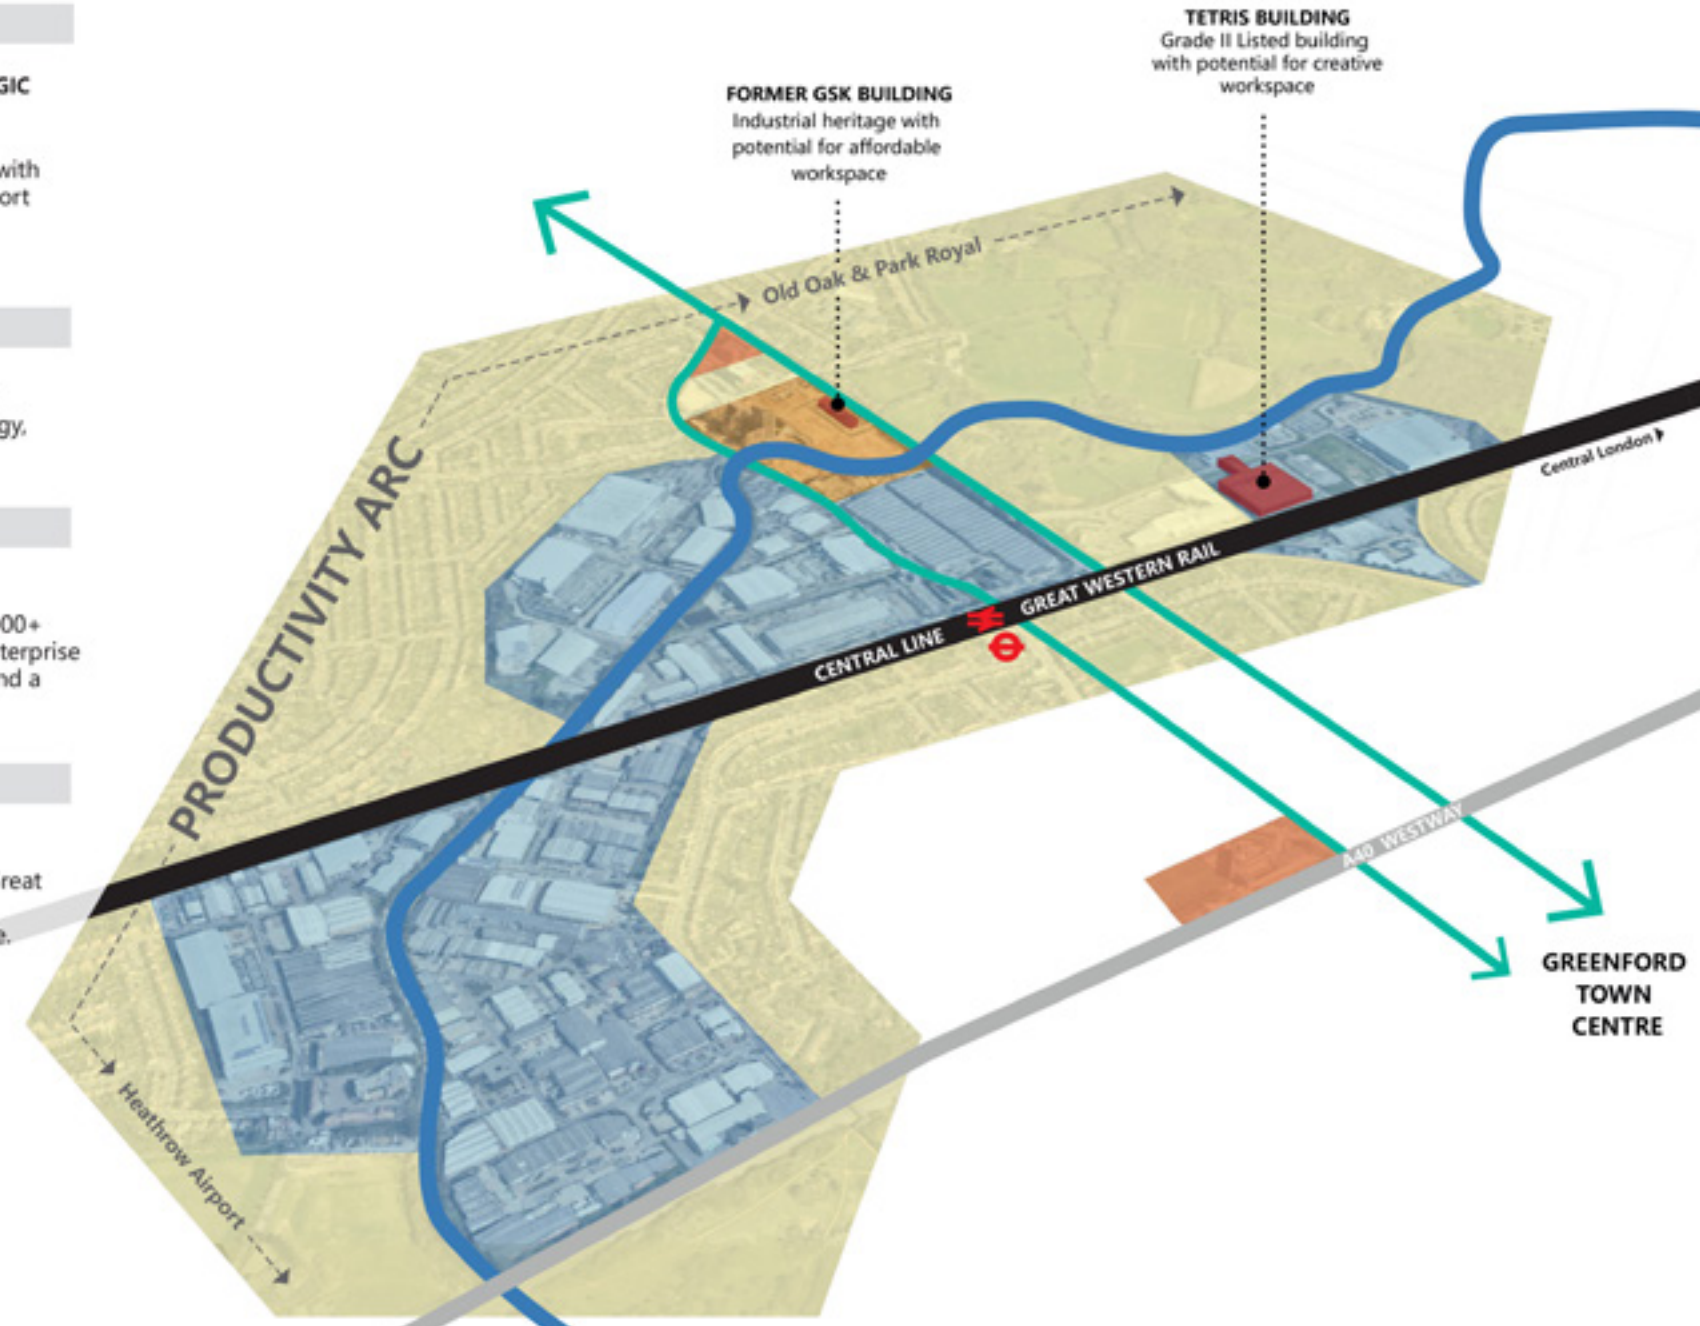 GIC
with
ort
gy,
00+
terprise
nd a
reat
e.
TETRIS BUILDING
Grade II Listed building
with potential for creative
workspace
FORMER GSK BUILDING
Industrial heritage with
potential for affordable
workspace
Old Oak & Park Royal
PRODUCTIVITY ARC
Central London
GREAT WESTERN RAIL
CENTRAL LINE
A40 WESTWAY
GREENFORD
TOWN
CENTRE
Heathrow Airport